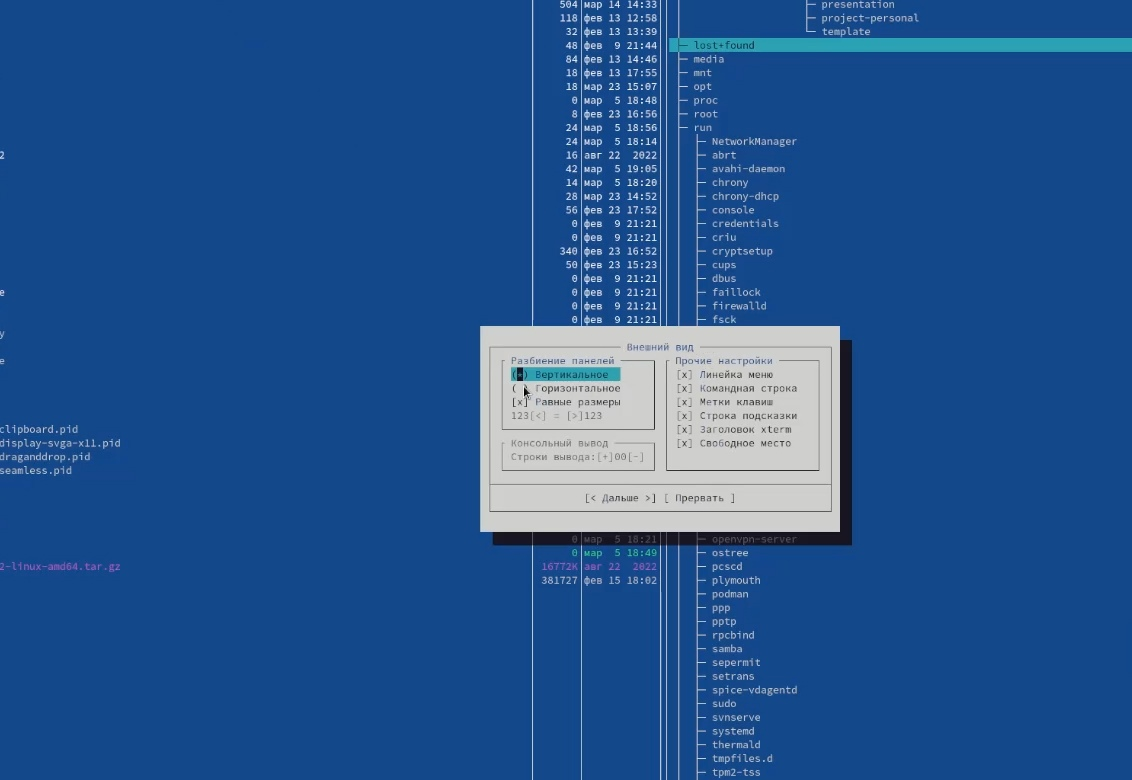 504 мар 14 14:33 presentation
118 фев 13 12:58 project-personal
32 фев 13 13:39 template
48 фев 9 21:44 lost+found
84 фев 13 14:46 media
18 фев 13 17:55 mnt
18 мар 23 15:07 opt
0 мар 5 18:48 proc
8 фев 23 16:56 root
24 мар 5 18:56 run
24 мар 5 18:14 NetworkManager
2 16 авг 22 2022 abrt
42 мар 5 19:05 avahi-daemon
14 мар 5 18:20 chrony
28 мар 23 14:52 chrony-dhcp
56 фев 23 17:52 console
0 фев 9 21:21 credentials
0 фев 9 21:21 criu
340 фев 23 16:52 cryptsetup
50 фев 23 15:23 cups
0 фев 9 21:21 dbus
e 0 фев 9 21:21 faillock
0 фев 9 21:21 firewalld
0 фев 9 21:21 fsck
y
e
clipboard.pid
display-svga-x11.pid
draganddrop.pid
seamless.pid
Внешний вид
Разбиение панелей
(*) Вертикальное
( ) Горизонтальное
[x] Равные размеры
123[<] = [>]123
Консольный вывод
Строки вывода:[+]00[-]
Прочие настройки
[x] Линейка меню
[x] Командная строка
[x] Метки клавиш
[x] Строка подсказки
[x] Заголовок xterm
[x] Свободное место
[< Дальше >] [ Прервать ]
0 мар 5 18:21 openvpn-server
0 мар 5 18:49 ostree
2-linux-amd64.tar.gz 16772K авг 22 2022 pcscd
381727 фев 15 18:02 plymouth
podman
ppp
pptp
rpcbind
samba
sepermit
setrans
spice-vdagentd
sudo
svnserve
systemd
thermald
tmpfiles.d
tpm2-tss